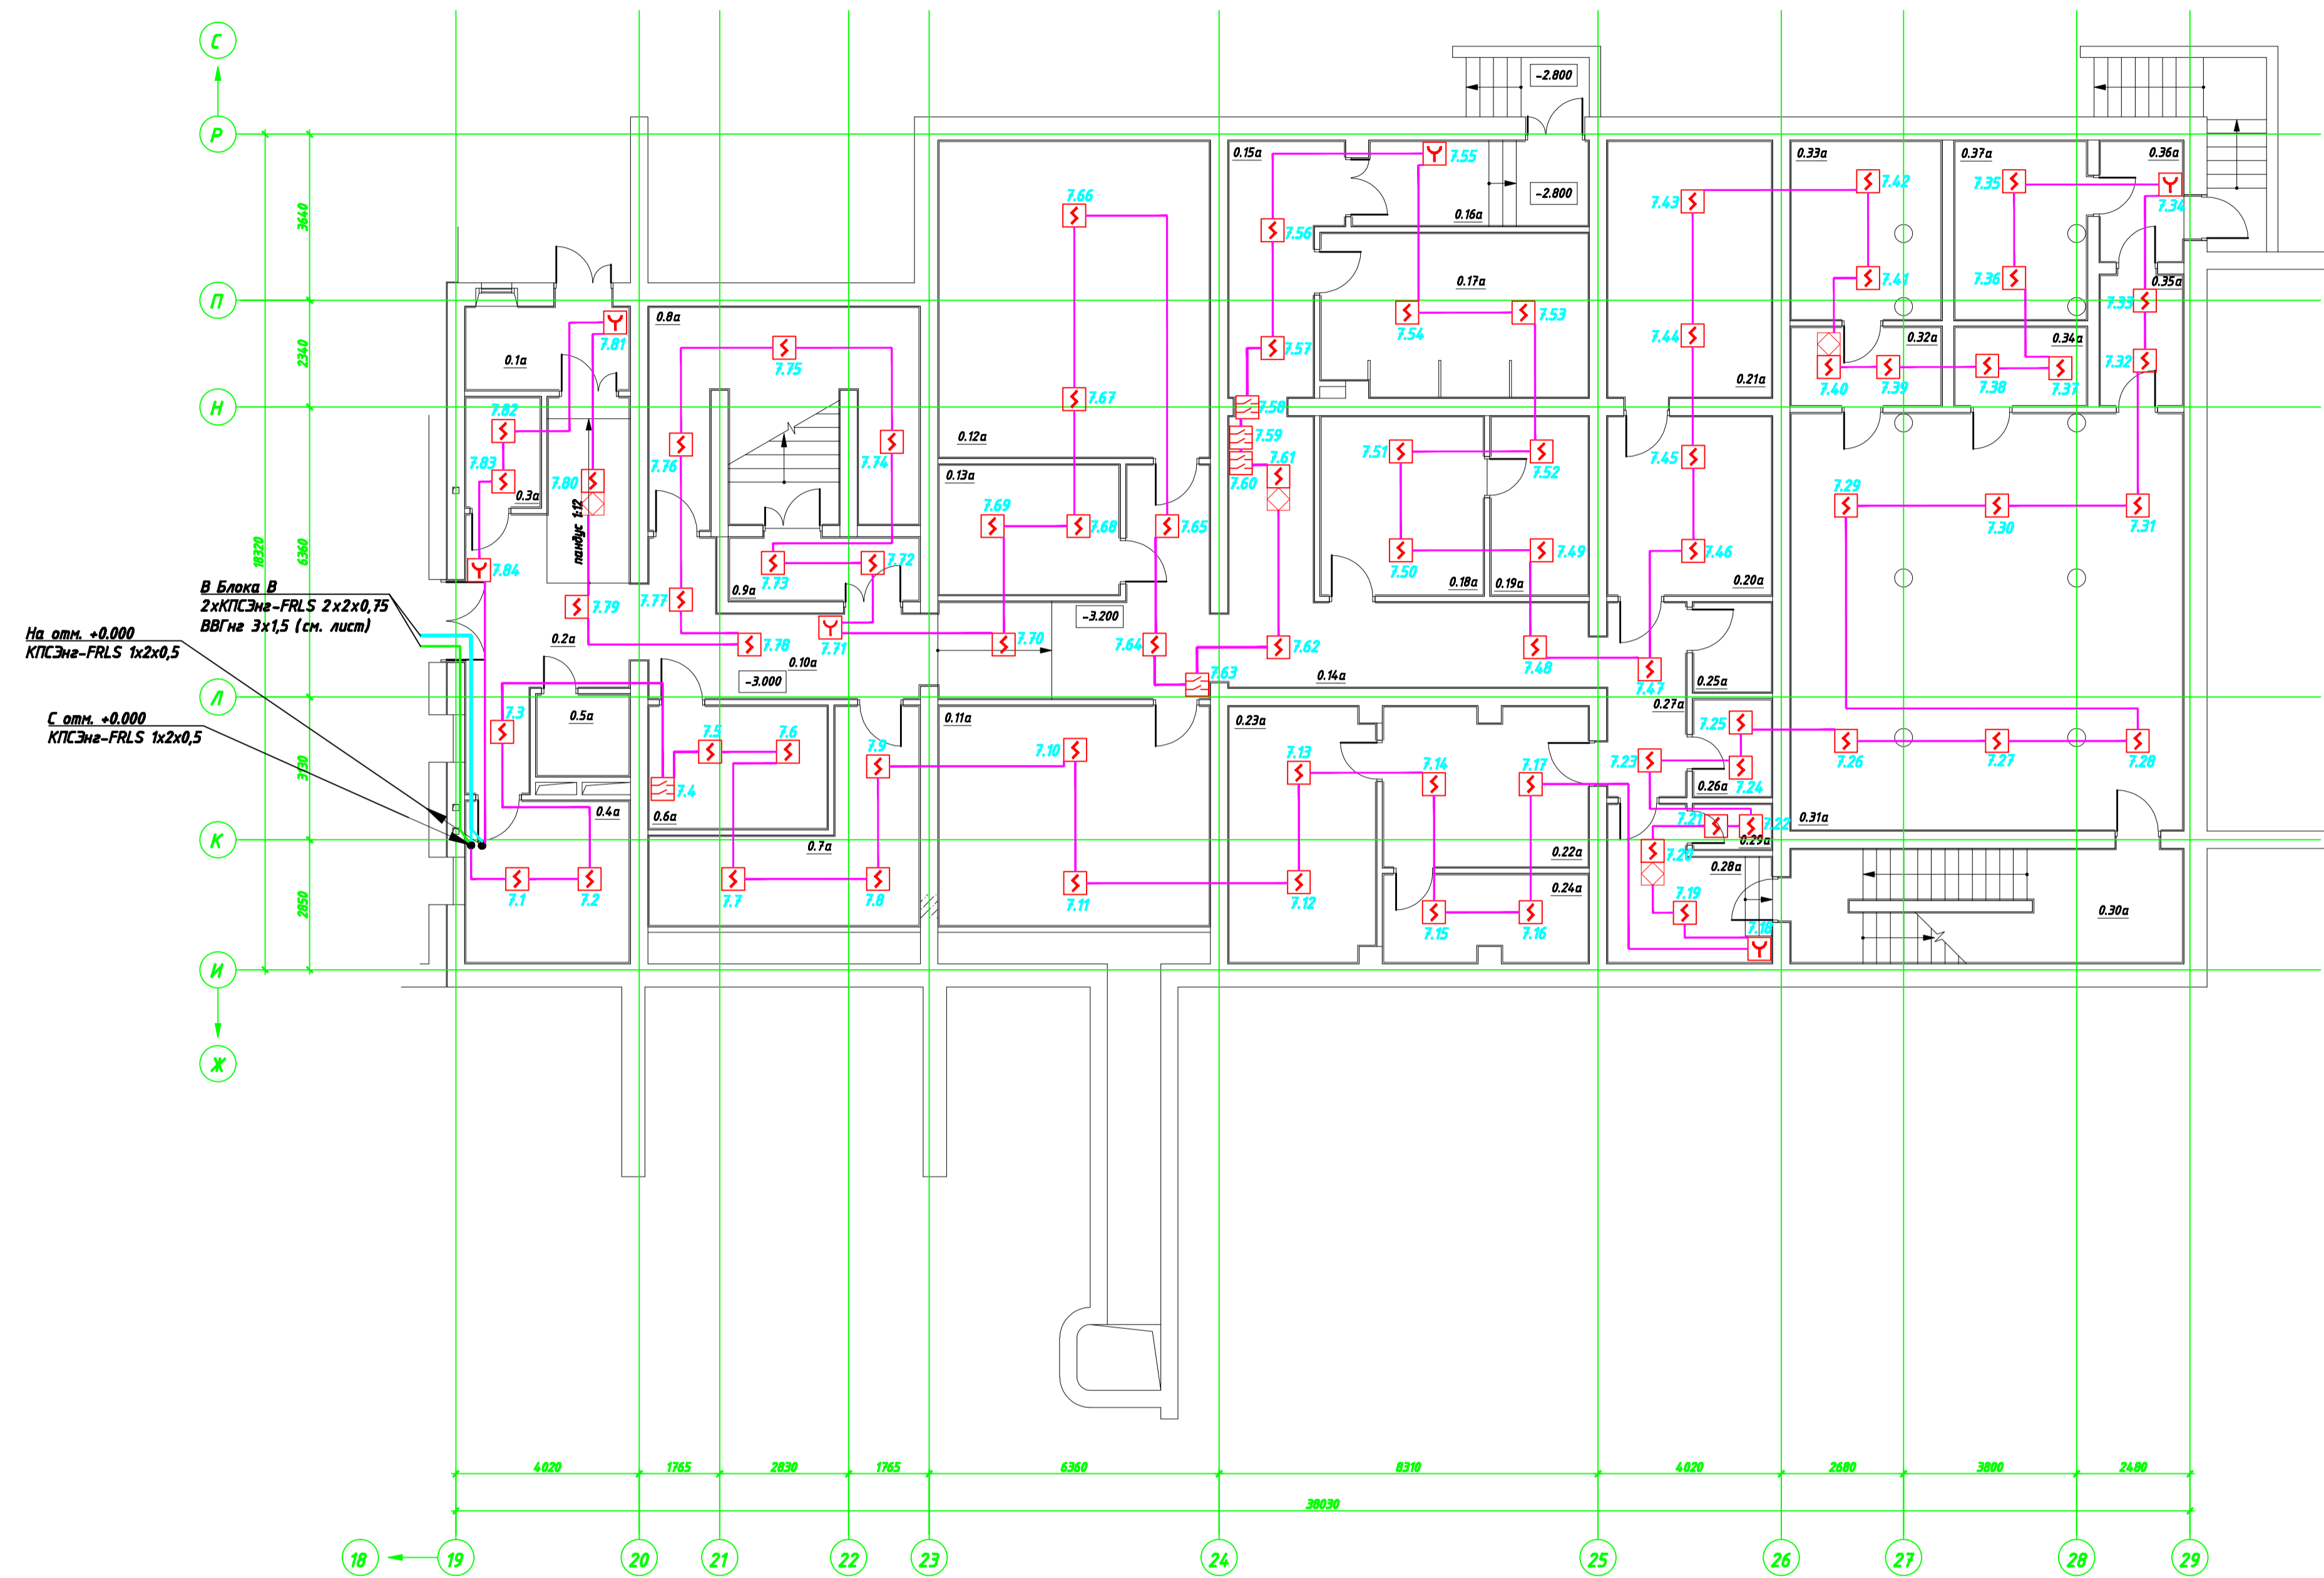 С
-2.800
Р
0.33а
0.37а
0.36а
0.15а
7.55
7.42
7.35
-2.800
7.66
7.43
7.34
3640
0.16а
7.56
0.17а
7.41
7.36
0.35а
П
7.33
0.8а
7.54
7.53
7.81
7.44
0.32а
0.34а
2340
0.1а
7.57
7.32
7.75
0.21а
7.40
7.39
7.38
7.37
7.67
Н
7.82
7.58
0.12а
7.59
7.76
7.74
7.51
7.45
7.83
7.61
7.52
0.13а
7.80
7.60
7.29
0.3а
7.69
пандус 1:12
7.68
7.65
7.30
7.31
18320
6360
7.46
7.49
7.72
7.50
7.84
7.73
0.9а
0.18а
0.19а
0.20а
В Блока В
2хКПСЭнг-FRLS 2х2х0,75
ВВГнг 3х1,5 (см. лист)
7.79
7.77
-3.200
На отм. +0.000
КПСЭнг-FRLS 1х2х0,5
0.2а
7.78
7.71
7.70
7.64
7.62
0.10а
7.48
7.63
0.14а
7.47
-3.000
0.25а
Л
0.27а
С отм. +0.000
КПСЭнг-FRLS 1х2х0,5
7.3
0.5а
0.11а
0.23а
7.25
7.5
7.6
7.9
7.10
7.13
7.14
7.17
7.23
7.26
7.27
7.28
3130
7.4
7.24
0.26а
0.4а
0.6а
0.31а
7.21
7.22
К
0.7а
0.22а
7.20
0.29а
0.28а
0.24а
7.1
7.2
7.7
7.8
7.11
7.12
7.19
2850
0.30а
7.15
7.16
7.18
И
Ж
4020
1765
2830
1765
6360
8310
4020
2680
3800
2480
38030
18
19
20
21
22
23
24
25
26
27
28
29